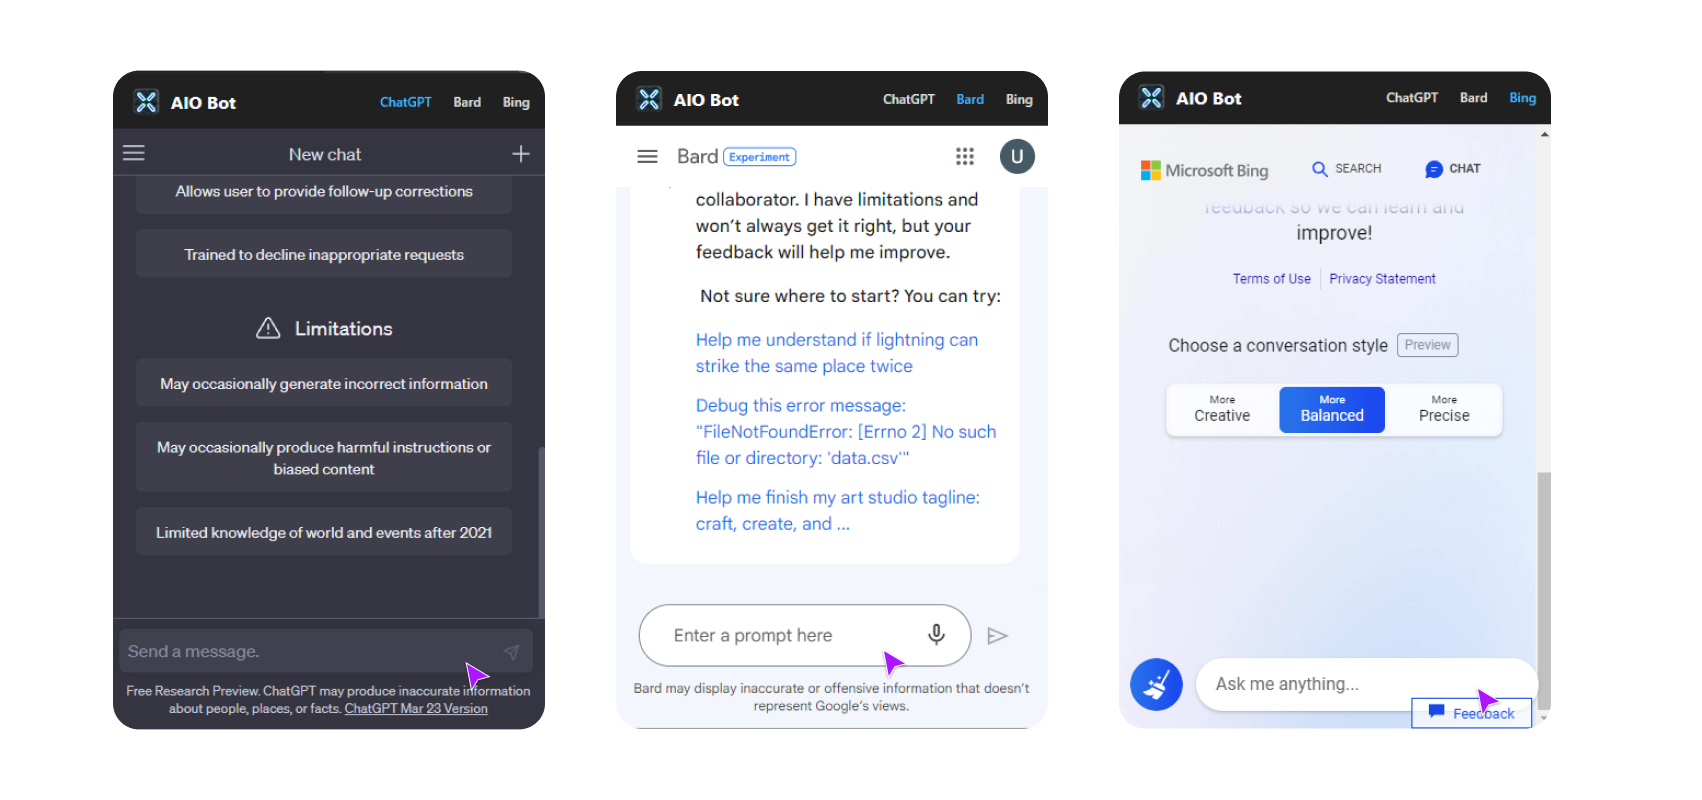 AIO Bot
ChatGPT Bard Bing
New chat
Allows user to provide follow-up corrections
Trained to decline inappropriate requests
Limitations
May occasionally generate incorrect information
May occasionally produce harmful instructions or
biased content
Limited knowledge of world and events after 2021
Send a message.
Free Research Preview. ChatGPT may produce inaccurate information
about people, places, or facts. ChatGPT Mar 23 Version
AIO Bot
ChatGPT Bard Bing
Bard Experiment
U
collaborator. I have limitations and
won’t always get it right, but your
feedback will help me improve.
Not sure where to start? You can try:
Help me understand if lightning can
strike the same place twice
Debug this error message:
"FileNotFoundError: [Errno 2] No such
file or directory: 'data.csv'"
Help me finish my art studio tagline:
craft, create, and ...
Enter a prompt here
Bard may display inaccurate or offensive information that doesn’t
represent Google’s views.
AIO Bot
ChatGPT Bard Bing
Microsoft Bing
SEARCH
CHAT
feedback so we can learn and
improve!
Terms of Use Privacy Statement
Choose a conversation style Preview
More
Creative
More
Balanced
More
Precise
Ask me anything...
Feedback